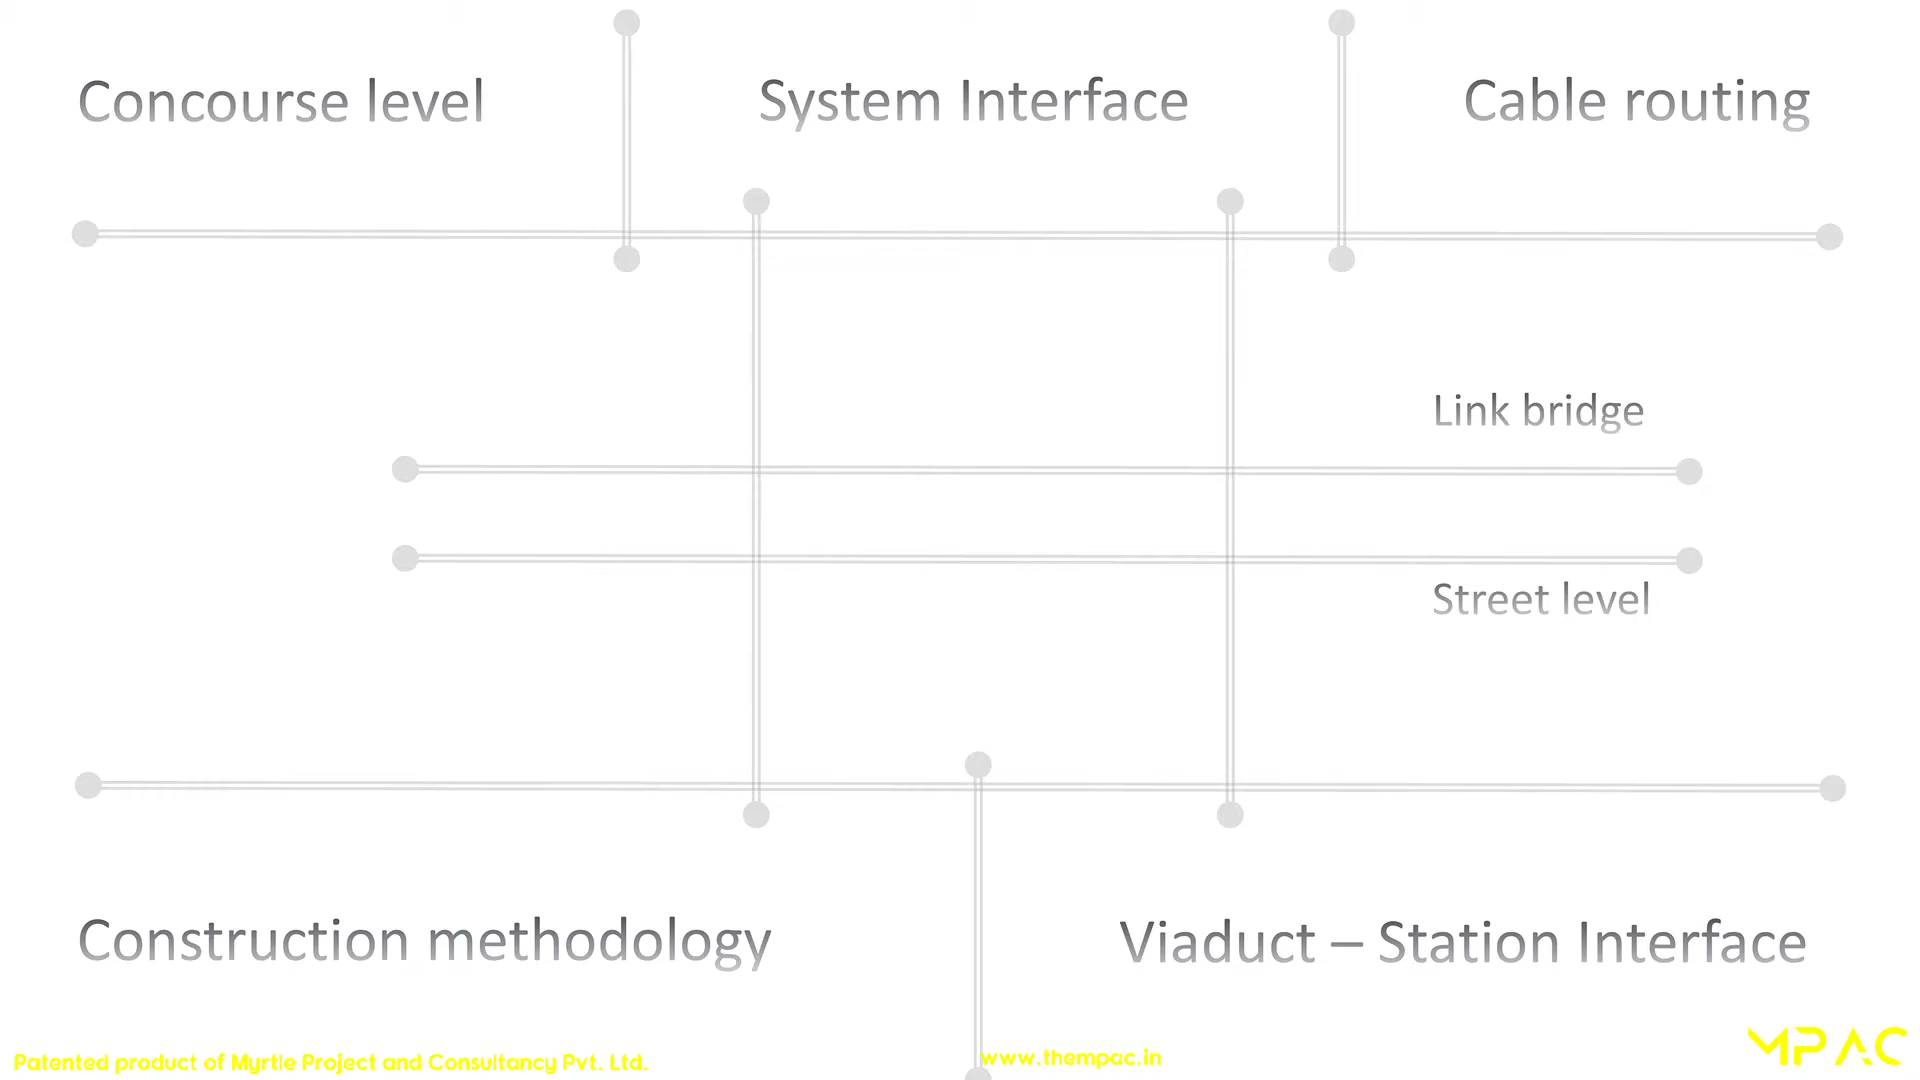 Concourse level
System Interface
Cable routing
Link bridge
Street level
Construction methodology
Viaduct – Station Interface
Patented product of Myrtle Project and Consultancy Pvt. Ltd.
www.thempac.in
MPAC